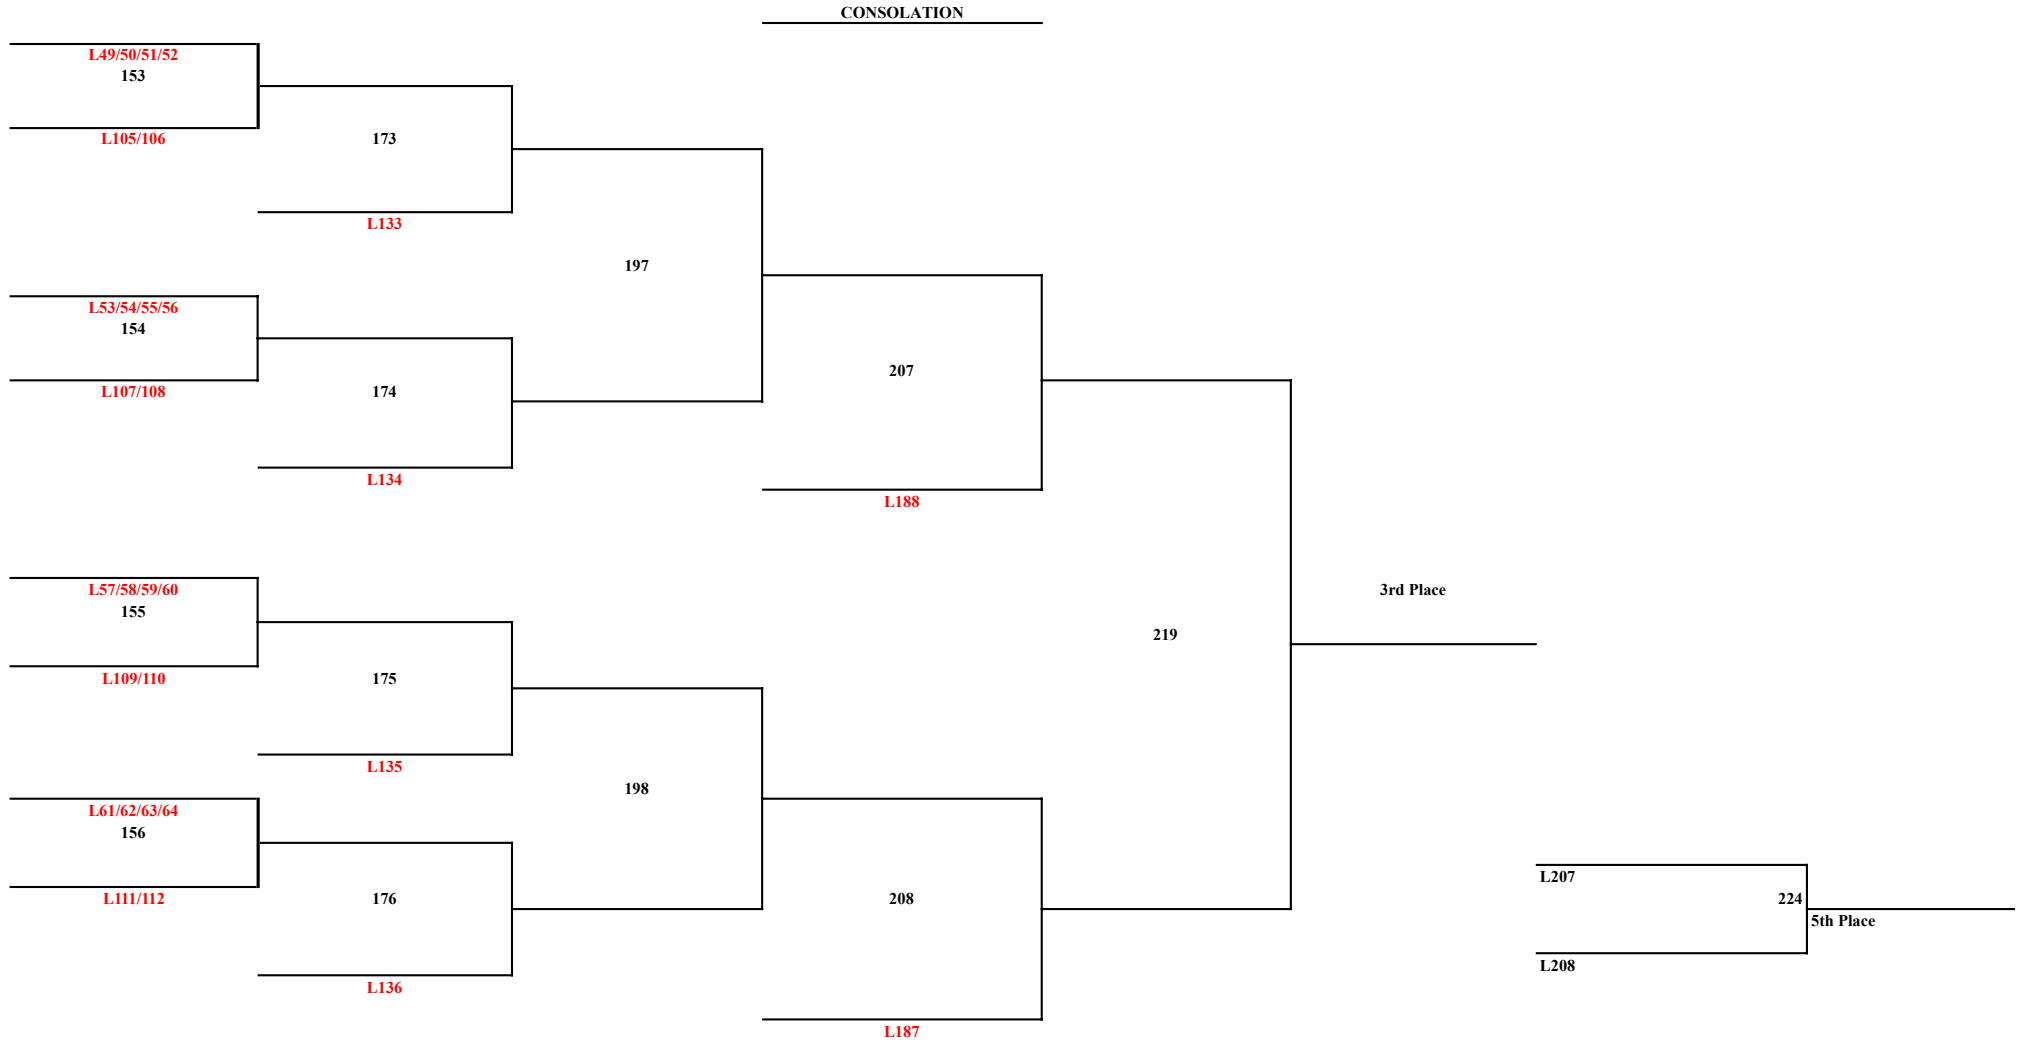 CONSOLATION
L49/50/51/52
153
L105/106
173
L133
197
L53/54/55/56
154
L107/108
174
207
L134
L188
L57/58/59/60
155
3rd Place
219
L109/110
175
L135
198
L61/62/63/64
156
L111/112
176
208
L207
224
5th Place
L208
L136
L187